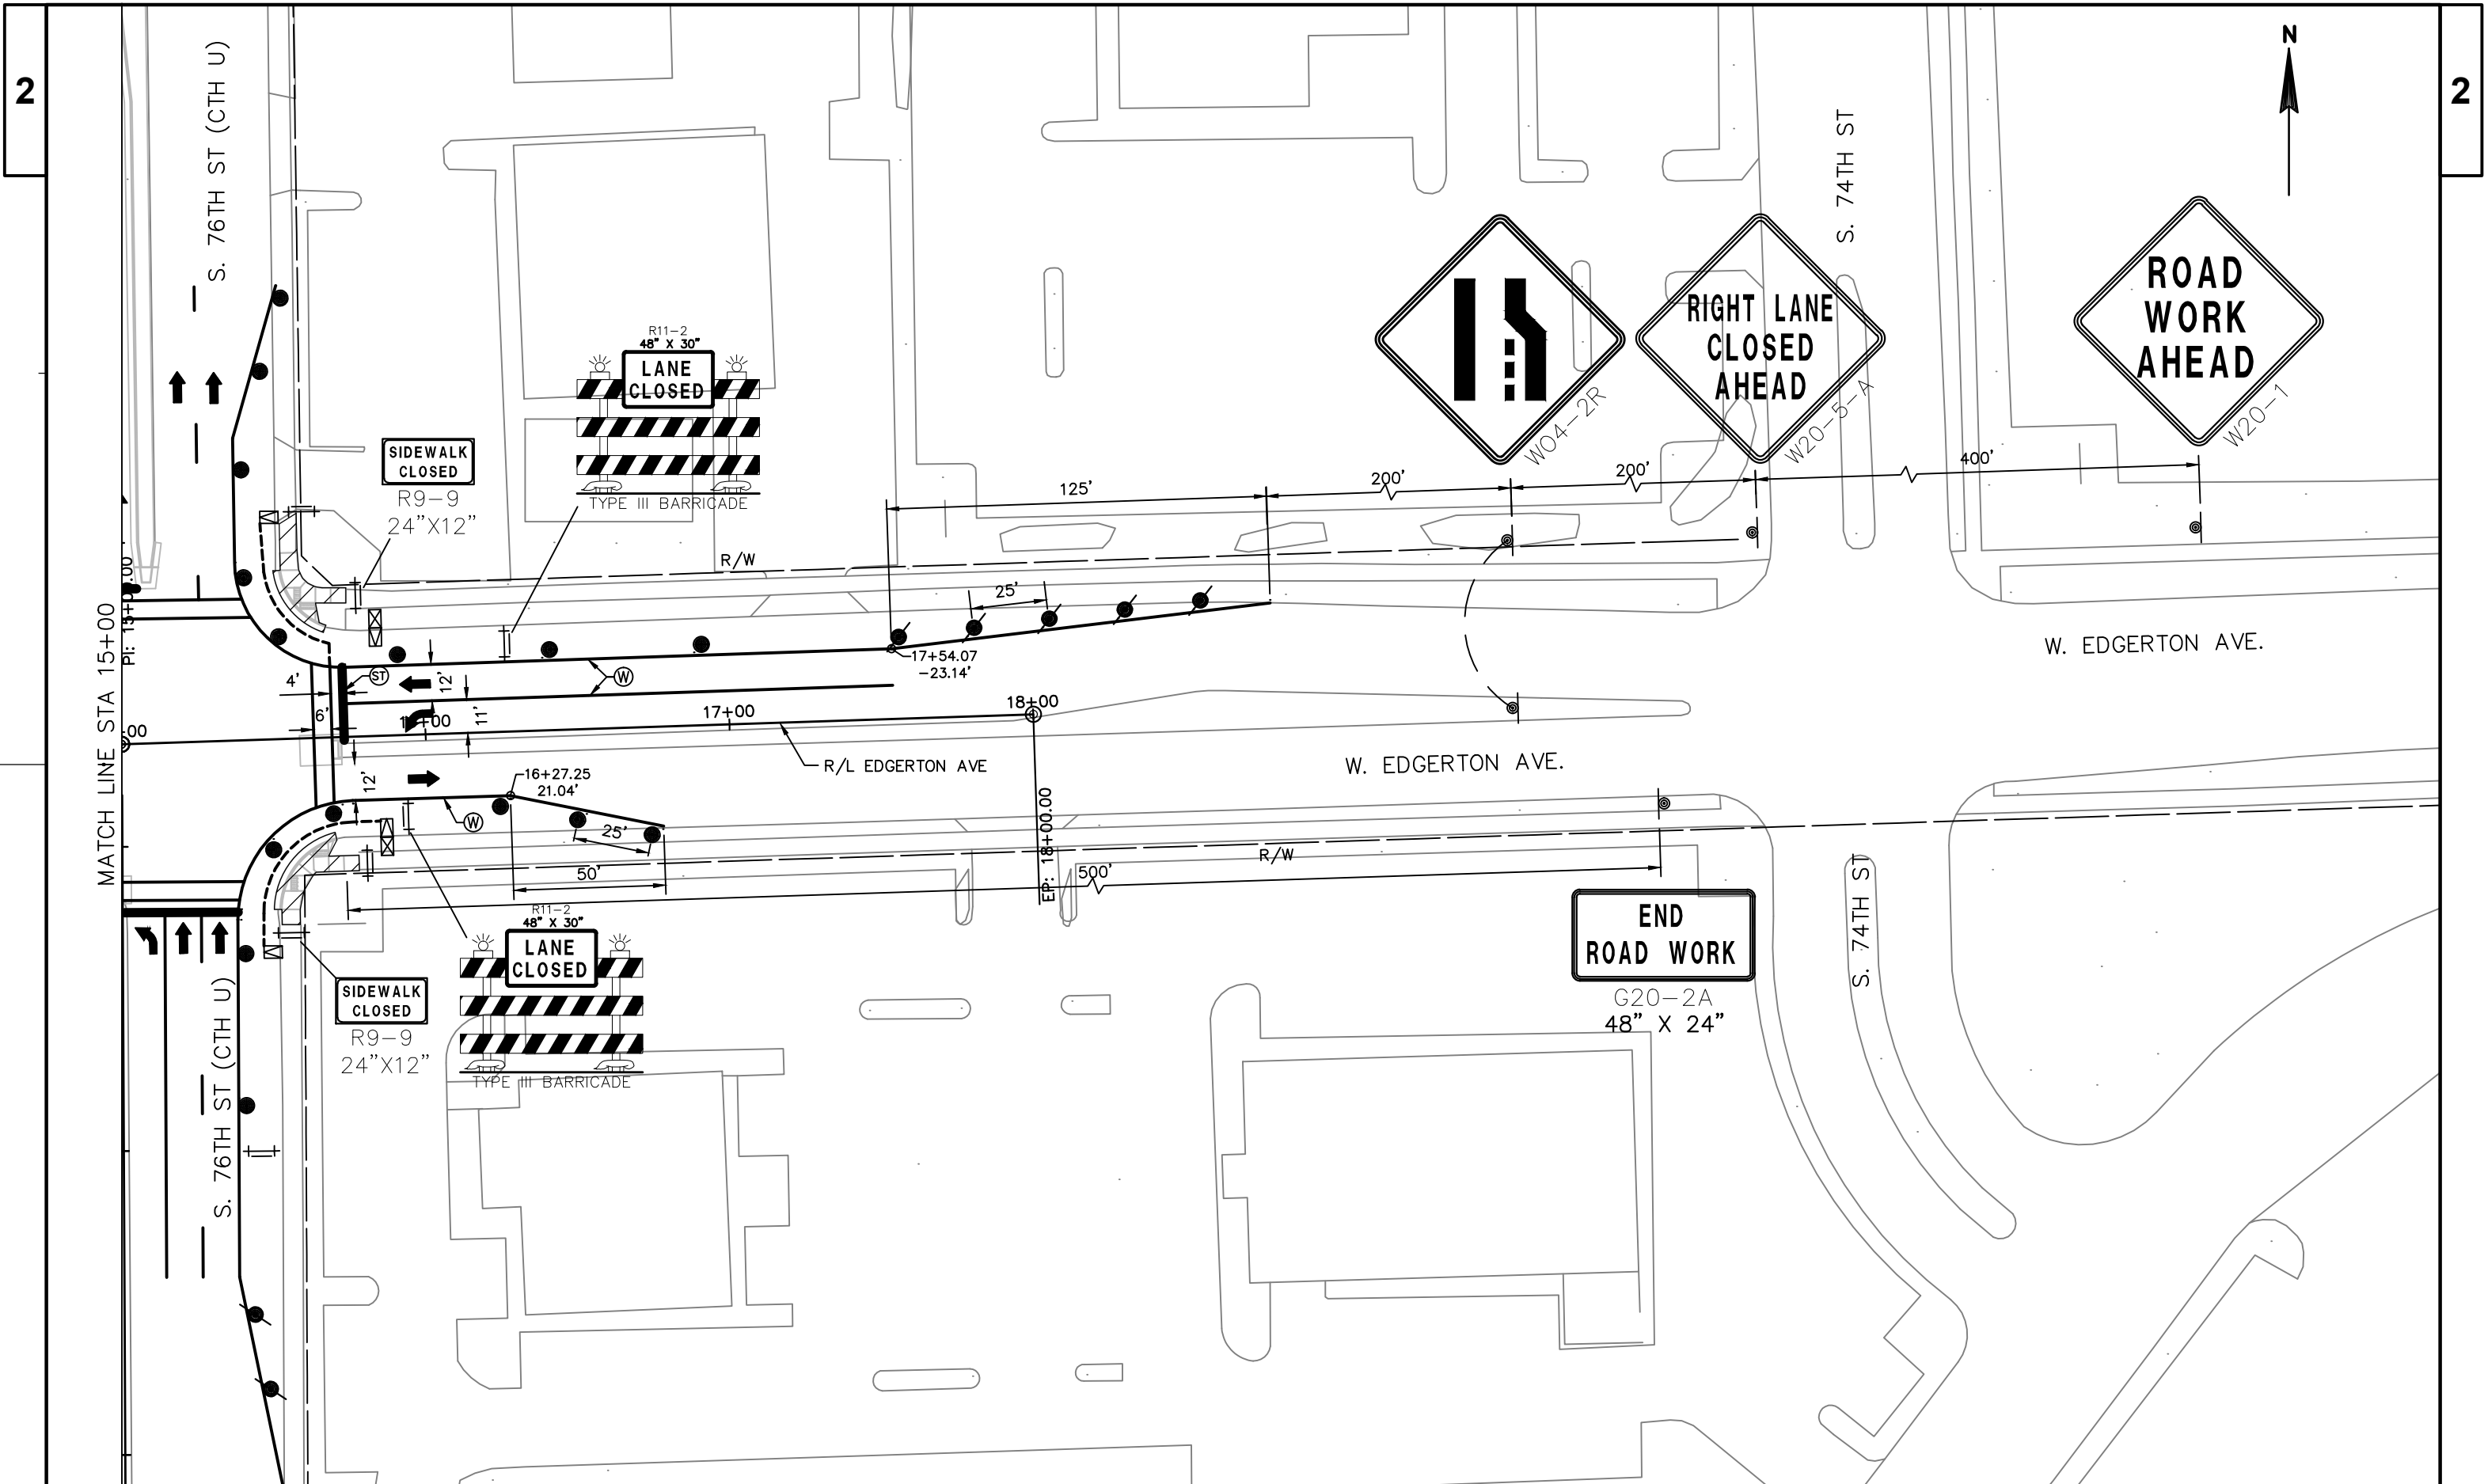 2
2
N
S. 76TH ST (CTH U)
S. 74TH ST
ROAD
WORK
AHEAD
W20-1
RIGHT LANE
CLOSED
AHEAD
W20-5-A
WO4-2R
R11-2
48" X 30"
LANE
CLOSED
TYPE III BARRICADE
SIDEWALK
CLOSED
R9-9
24"X12"
125'
200'
200'
400'
R/W
25'
W. EDGERTON AVE.
17+54.07
-23.14'
ST
W
4'
12'
6'
11'
17+00
18+00
00
MATCH LINE STA 15+00
R/L EDGERTON AVE
W. EDGERTON AVE.
12'
16+27.25
21.04'
W
25'
50'
EP: 18+00.00
500'
R/W
R11-2
48" X 30"
LANE
CLOSED
TYPE III BARRICADE
SIDEWALK
CLOSED
R9-9
24"X12"
END
ROAD WORK
G20-2A
48" X 24"
S. 74TH ST
S. 76TH ST (CTH U)